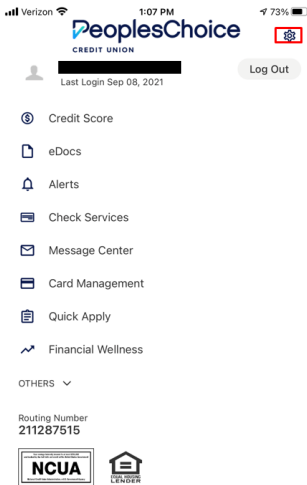 Verizon 1:07 PM 73%
PeoplesChoice
CREDIT UNION
Last Login Sep 08, 2021
Log Out
Credit Score
eDocs
Alerts
Check Services
Message Center
Card Management
Quick Apply
Financial Wellness
OTHERS
Routing Number
211287515
NCUA
EQUAL HOUSING
LENDER